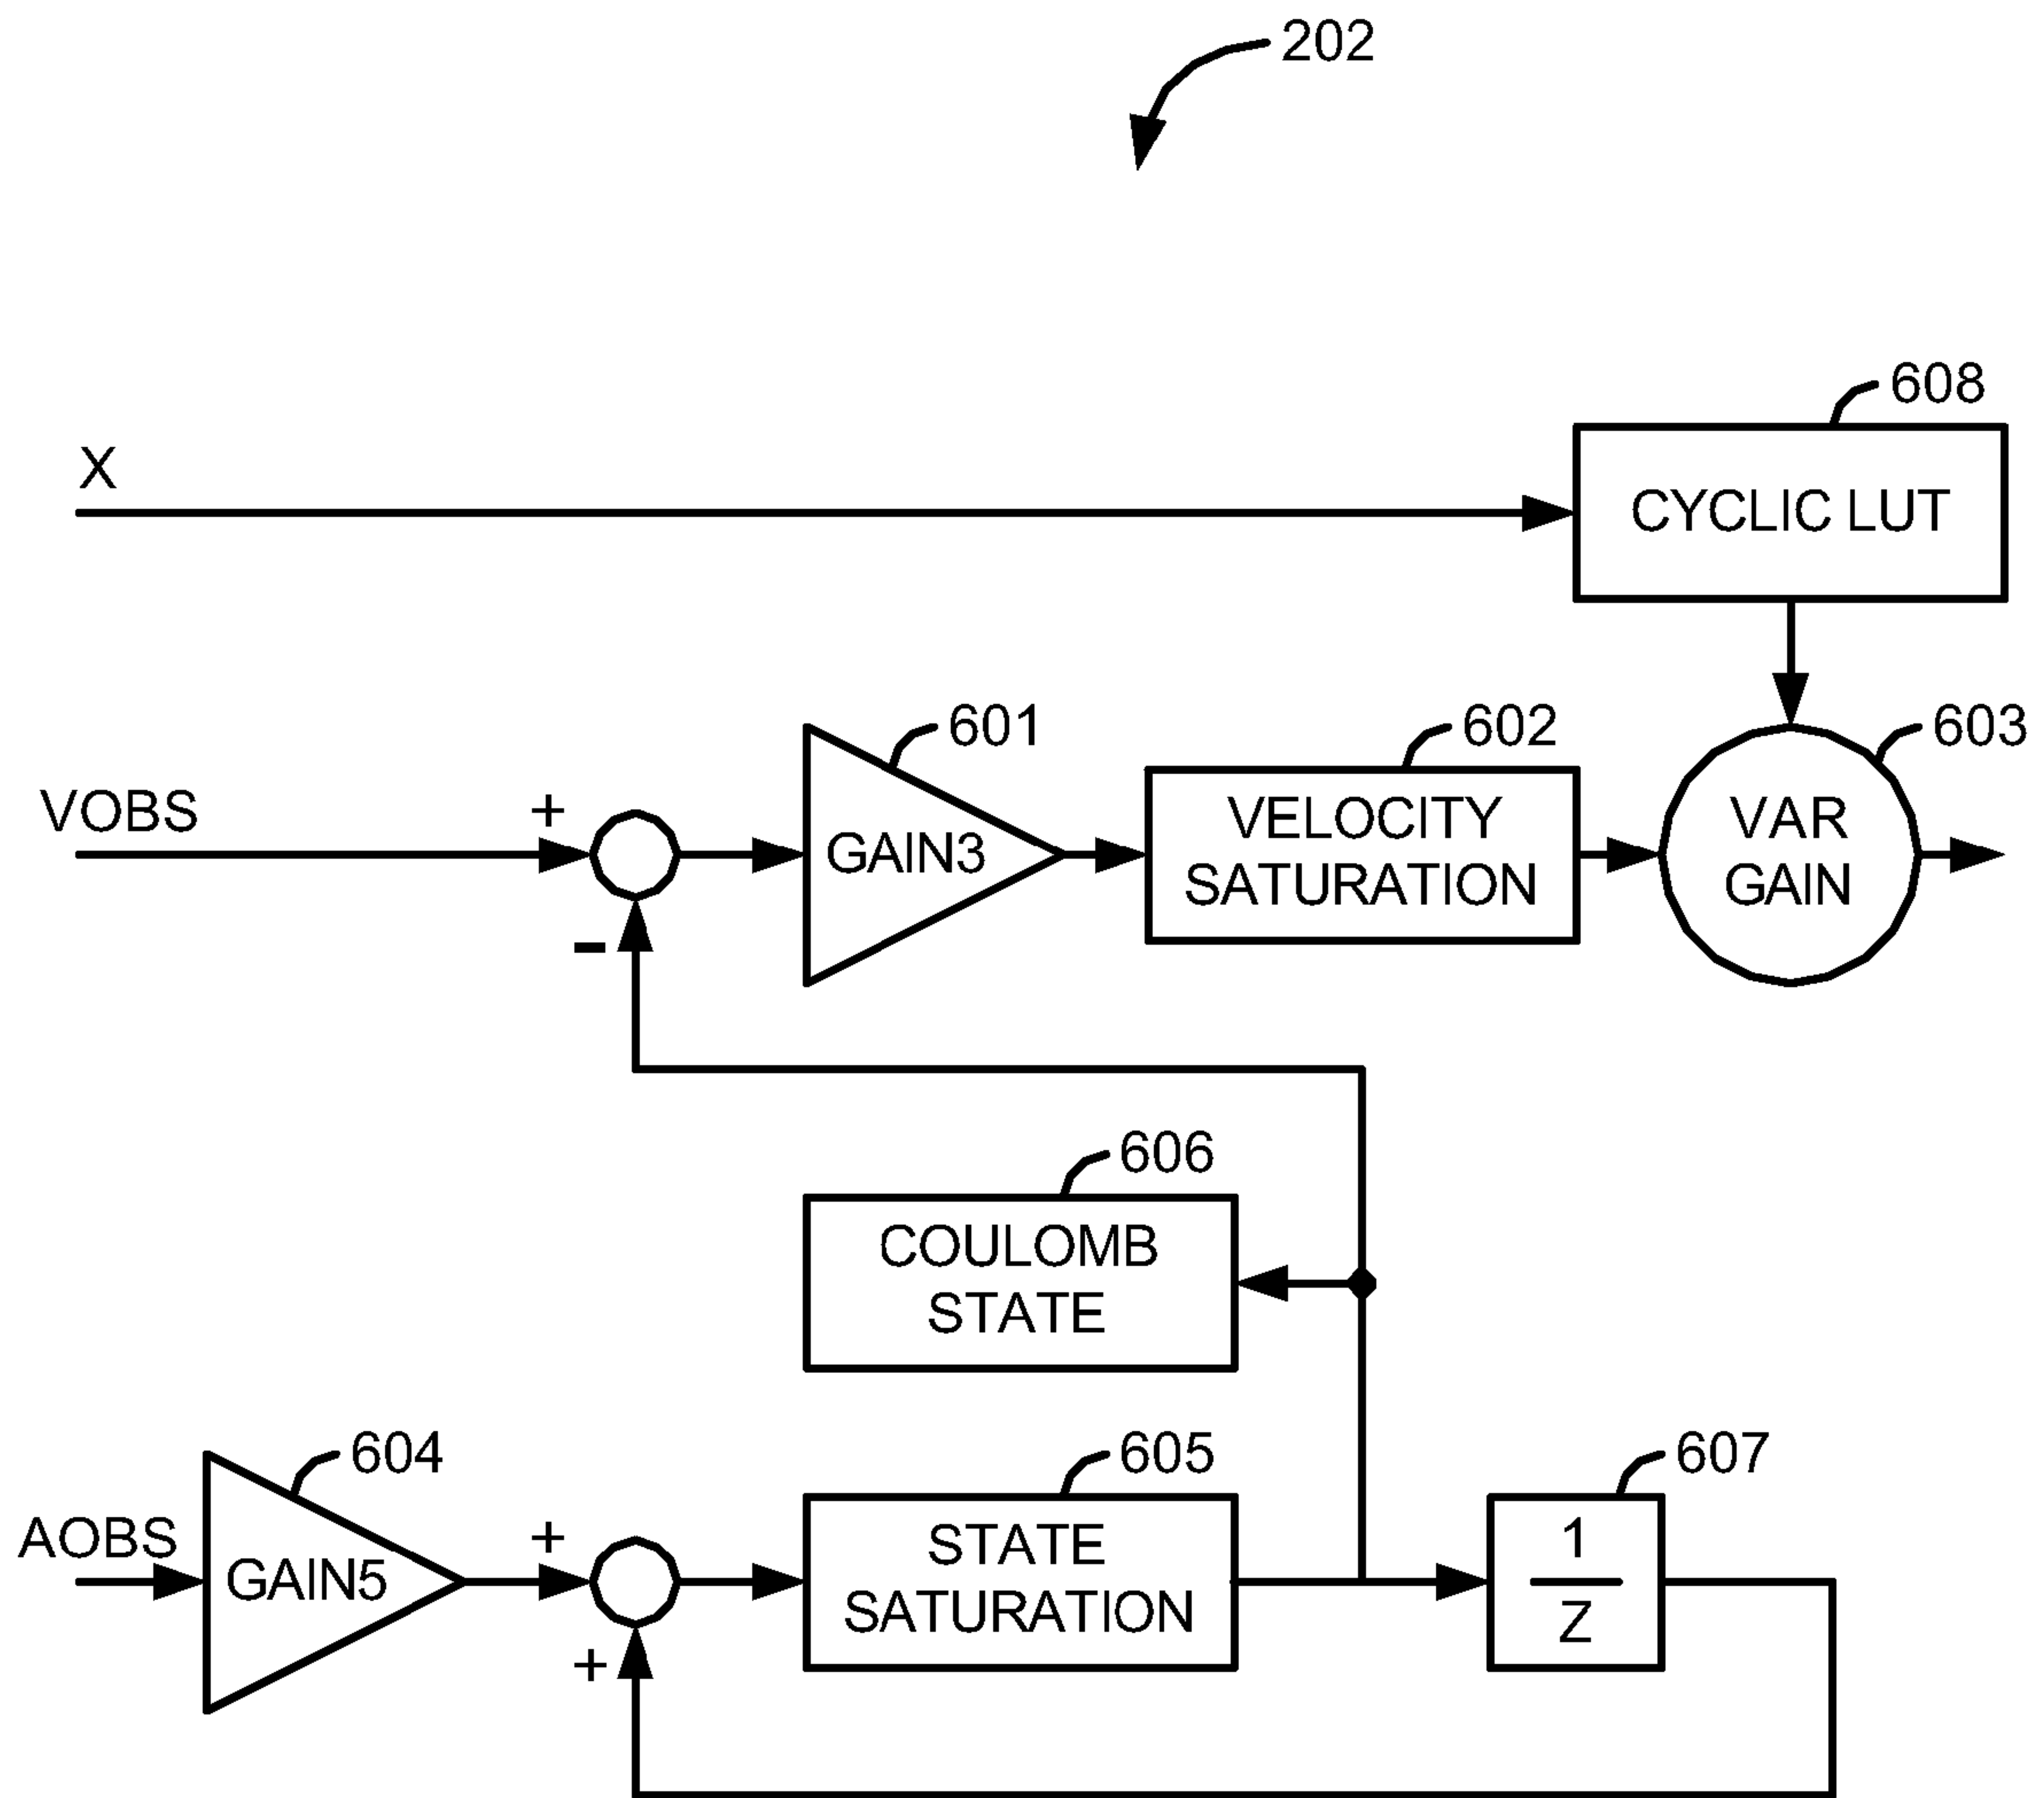 202
608
X
CYCLIC LUT
601
602
603
VOBS
+
GAIN3
VELOCITY
SATURATION
VAR
GAIN
-
606
COULOMB
STATE
604
605
607
AOBS
+
GAIN5
STATE
SATURATION
1
Z
+